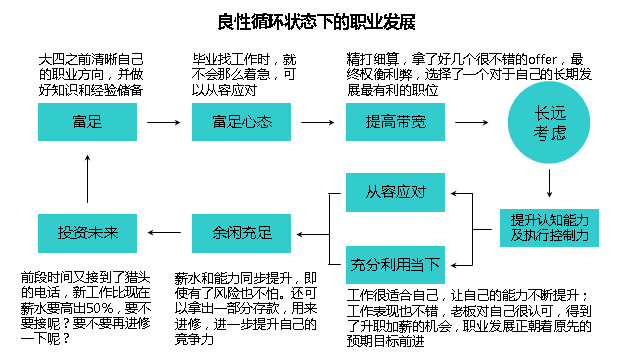 良性循环状态下的职业发展
大四之前清晰自己
的职业方向，并做
好知识和经验储备
毕业找工作时，就
不会那么着急，可
以从容应对
精打细算，拿了好几个很不错的offer，最
终权衡利弊，选择了一个对于自己的长期发
展最有利的职位
富足
富足心态
提高带宽
长远
考虑
从容应对
提升认知能力
及执行控制力
投资未来
余闲充足
充分利用当下
前段时间又接到了猎头
的电话，新工作比现在
薪水要高出50%，要不
要接呢？要不要再进修
一下呢？
薪水和能力同步提升，即
使有了风险也不怕。还可
以拿出一部分存款，用来
进修，进一步提升自己的
竞争力
工作很适合自己，让自己的能力不断提升；
工作表现也不错，老板对自己很认可，得到
了升职加薪的机会，职业发展正朝着原先的
预期目标前进